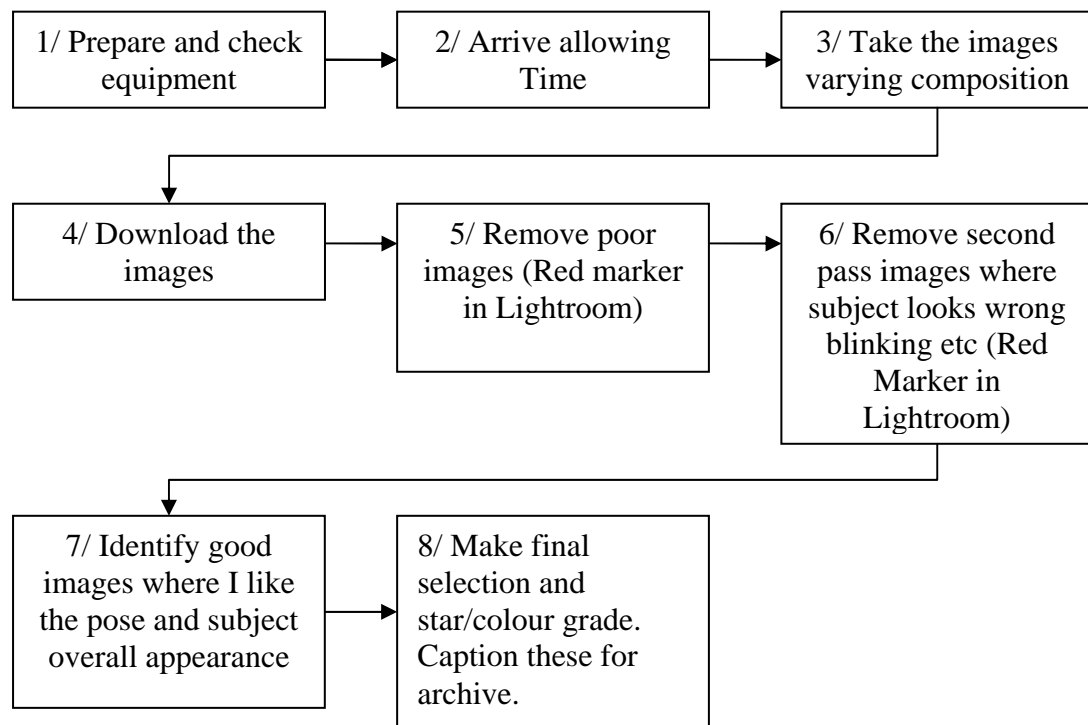 1/ Prepare and check
equipment
2/ Arrive allowing
Time
3/ Take the images
varying composition
4/ Download the
images
5/ Remove poor
images (Red marker
in Lightroom)
6/ Remove second
pass images where
subject looks wrong
blinking etc (Red
Marker in
Lightroom)
7/ Identify good
images where I like
the pose and subject
overall appearance
8/ Make final
selection and
star/colour grade.
Caption these for
archive.